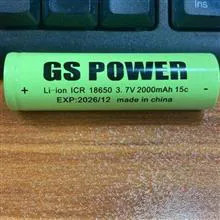 GS POWER
+ Li-ion ICR 18650 3.7V 2000mAh 15c -
EXP:2026/12 made in china